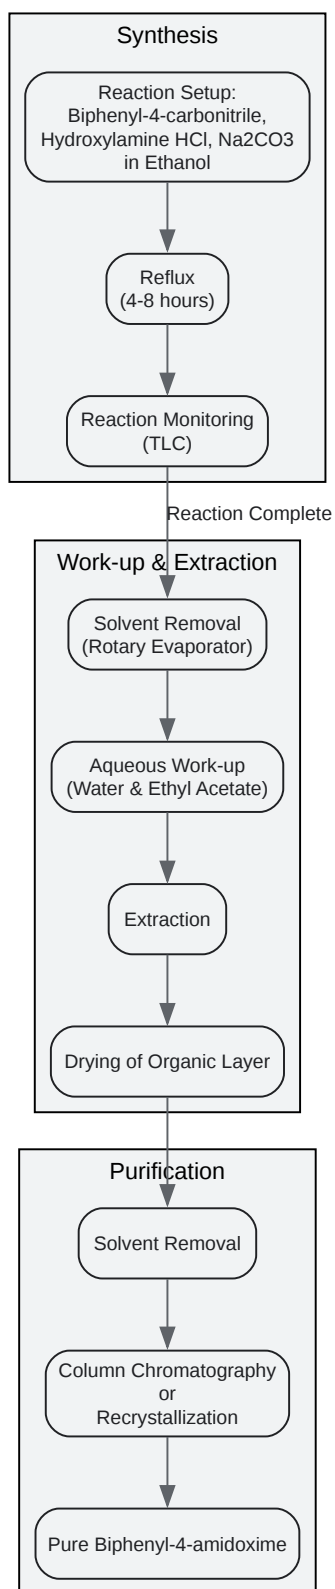 Synthesis
Reaction Setup:
Biphenyl-4-carbonitrile,
Hydroxylamine HCl, Na2CO3
in Ethanol
Reflux
(4-8 hours)
Reaction Monitoring
(TLC)
Reaction Complete
Work-up & Extraction
Solvent Removal
(Rotary Evaporator)
Aqueous Work-up
(Water & Ethyl Acetate)
Extraction
Drying of Organic Layer
Purification
Solvent Removal
Column Chromatography
or
Recrystallization
Pure Biphenyl-4-amidoxime